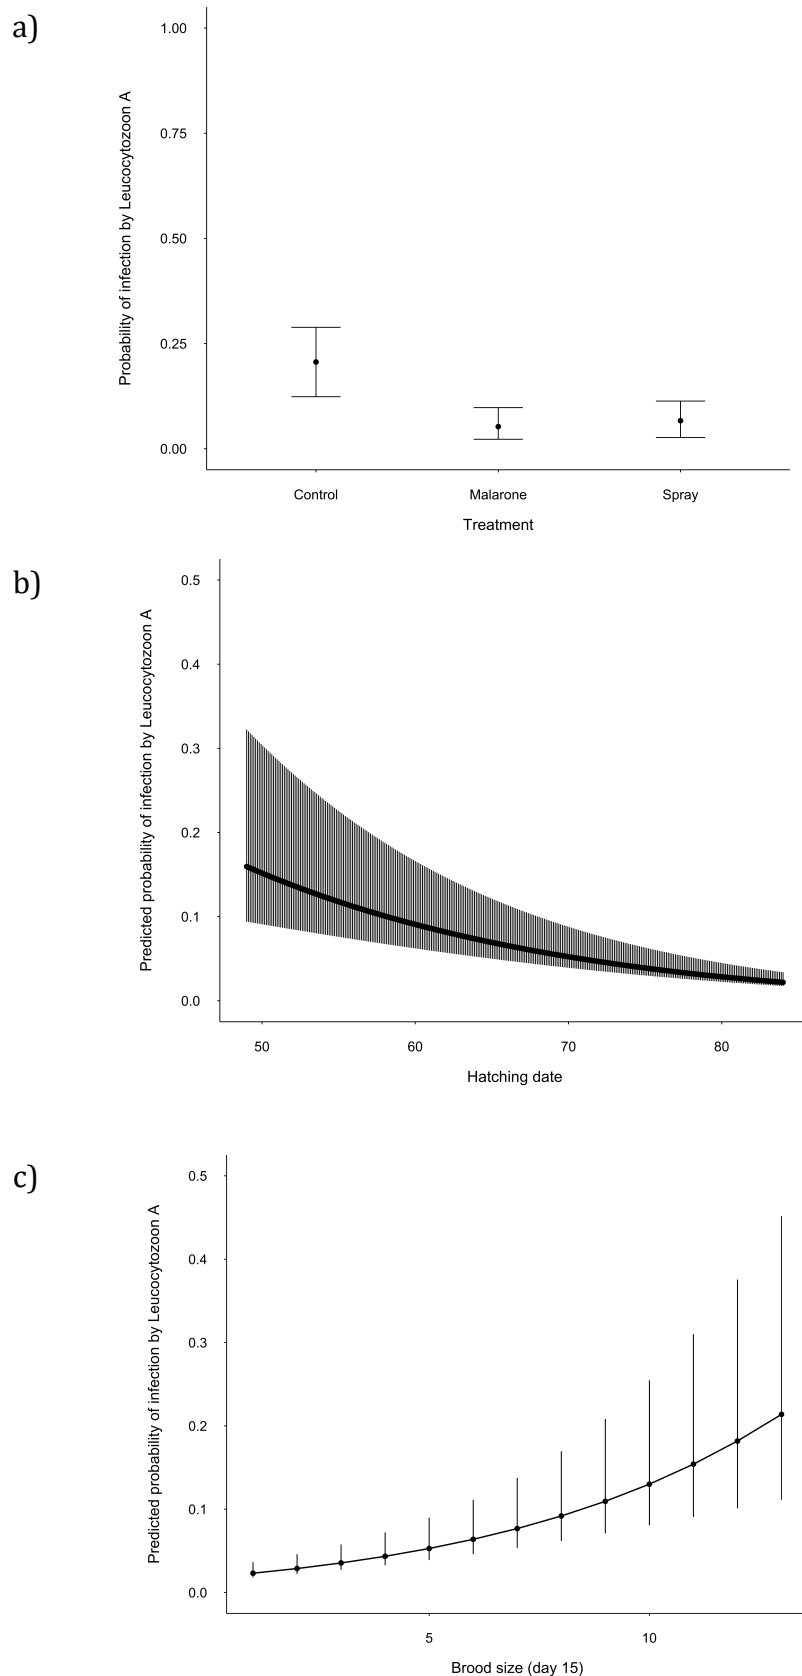 a)
Probability of infection by Leucocytozoon A
1.00
0.75
0.50
0.25
0.00
Control Malarone Spray
Treatment
b)
Predicted probability of infection by Leucocytozoon A
0.5
0.4
0.3
0.2
0.1
0.0
50 60 70 80
Hatching date
c)
Predicted probability of infection by Leucocytozoon A
0.5
0.4
0.3
0.2
0.1
0.0
5 10
Brood size (day 15)